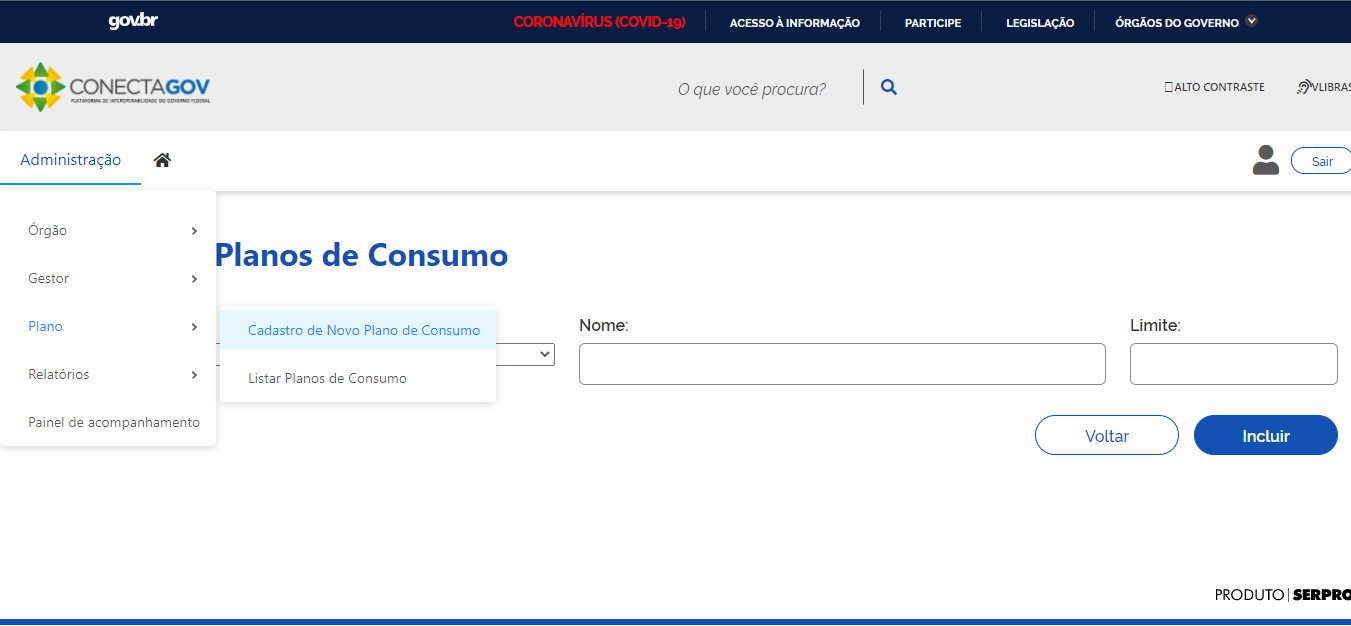 gov.br
CORONAVÍRUS (COVID-19)
ACESSO À INFORMAÇÃO
PARTICIPE
LEGISLAÇÃO
ÓRGÃOS DO GOVERNO
CONECTAGOV
PLATAFORMA DE INTEROPERABILIDADE DO GOVERNO FEDERAL
O que você procura?
ALTO CONTRASTE
VLIBRAS
Administração
Sair
Órgão
Gestor
Plano
Relatórios
Painel de acompanhamento
Cadastro de Novo Plano de Consumo
Listar Planos de Consumo
Planos de Consumo
Nome:
Limite:
Voltar
Incluir
PRODUTO | SERPRO